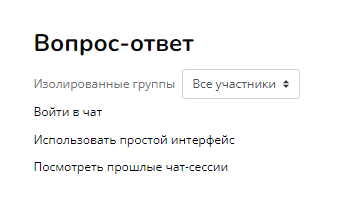 Вопрос-ответ
Изолированные группы Все участники
Войти в чат
Использовать простой интерфейс
Посмотреть прошлые чат-сессии